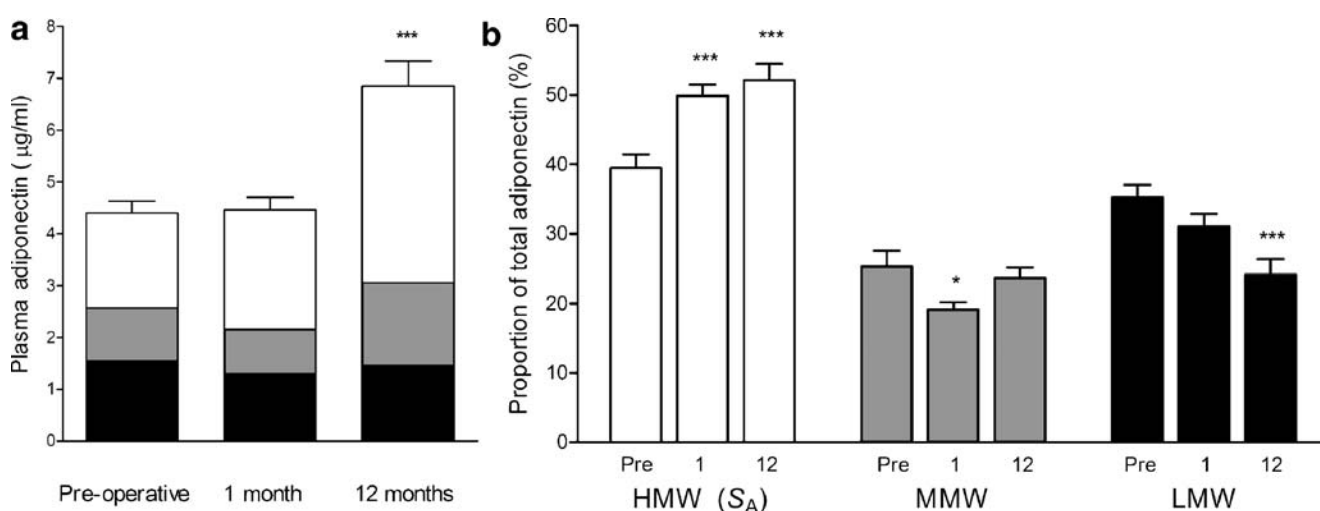 a
Plasma adiponectin ( µg/ml)
8
7
6
5
4
3
2
1
0
***
Pre-operative 1 month 12 months
b
Proportion of total adiponectin (%)
60
50
40
30
20
10
0
*** ***
*
***
Pre 1 12 Pre 1 12 Pre 1 12
HMW (SA) MMW LMW